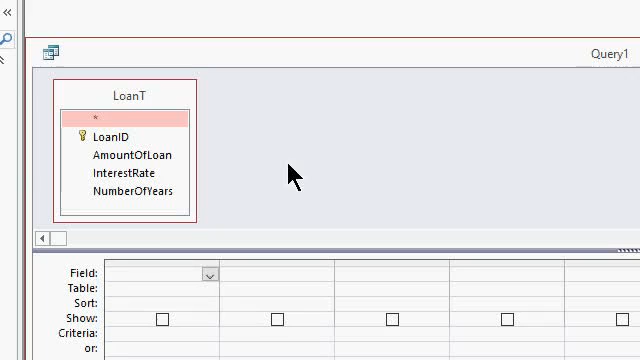 Query1
LoanT
*
LoanID
AmountOfLoan
InterestRate
NumberOfYears
Field:
Table:
Sort:
Show:
Criteria:
or: